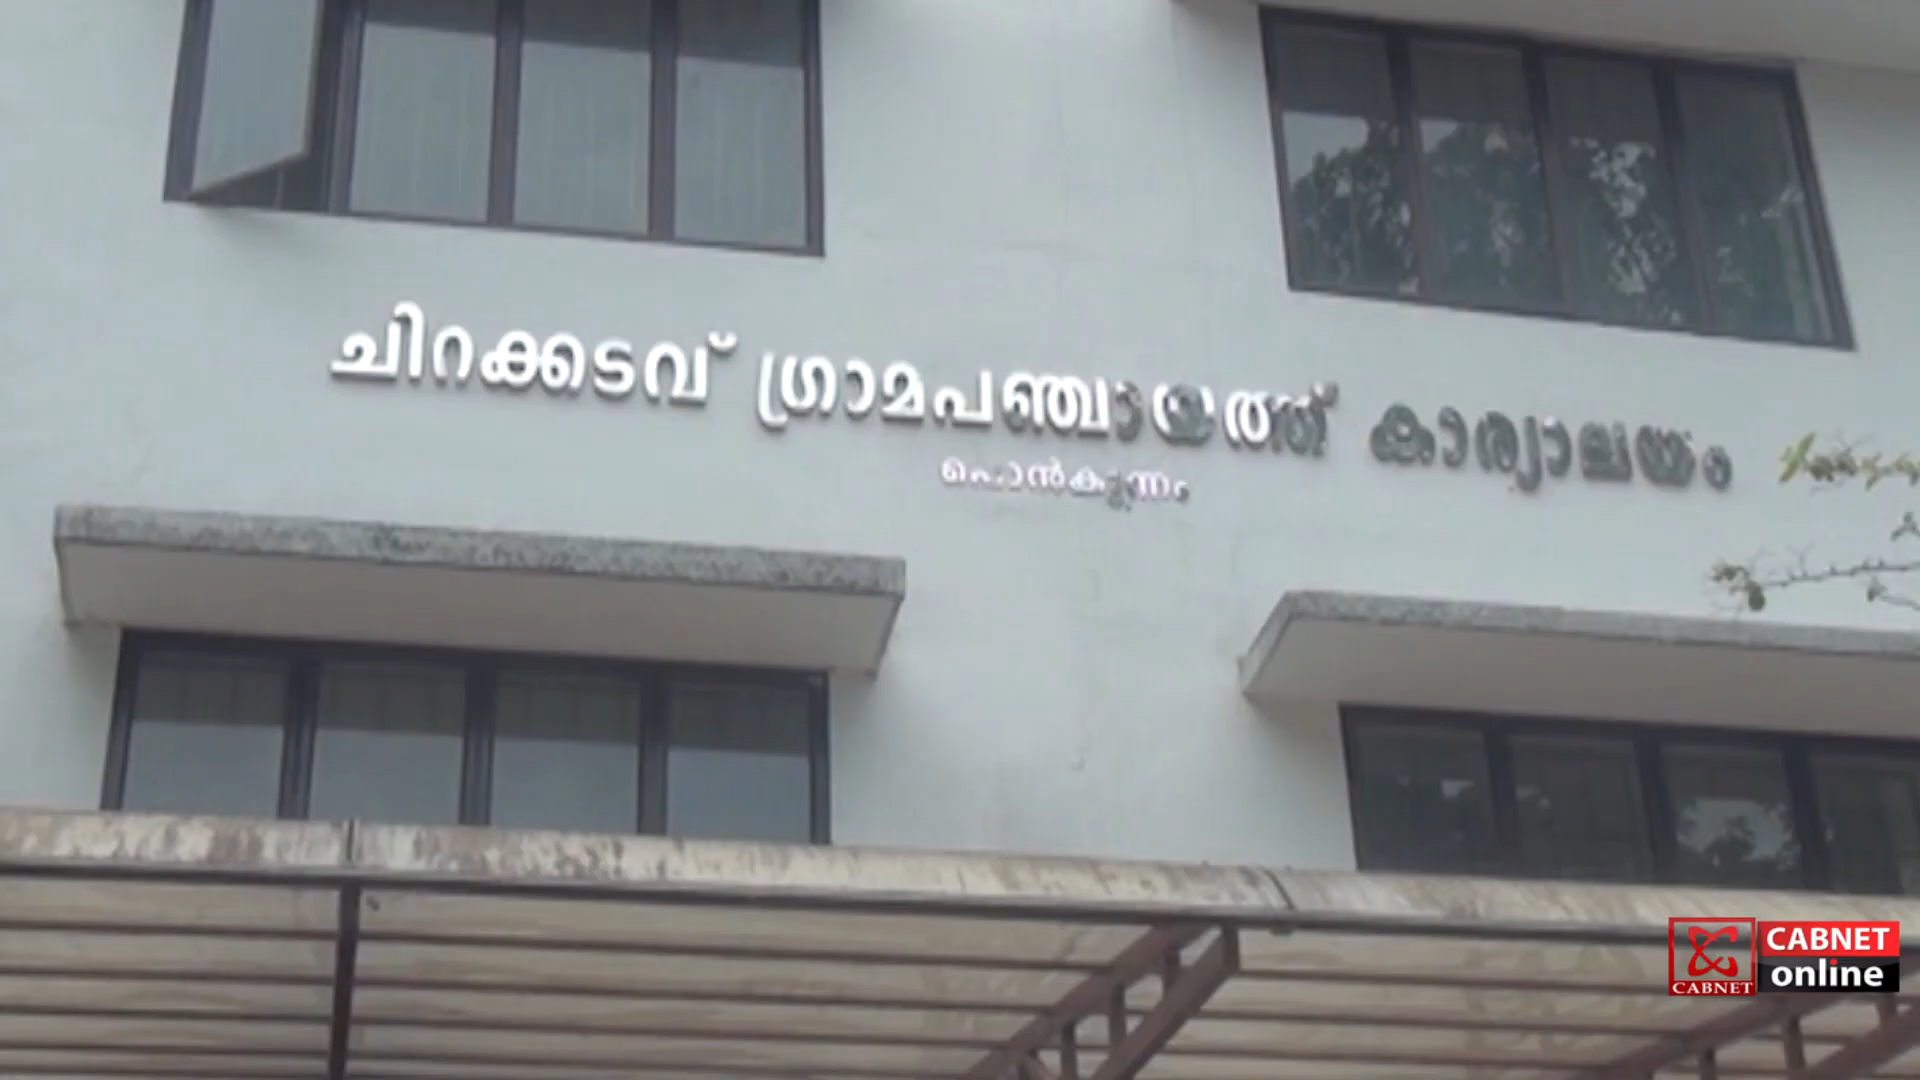 ചിറക്കടവ് ഗ്രാമപഞ്ചായത്ത് കാര്യാലയം
പൊൻകുന്നം
CABNET
CABNET
online